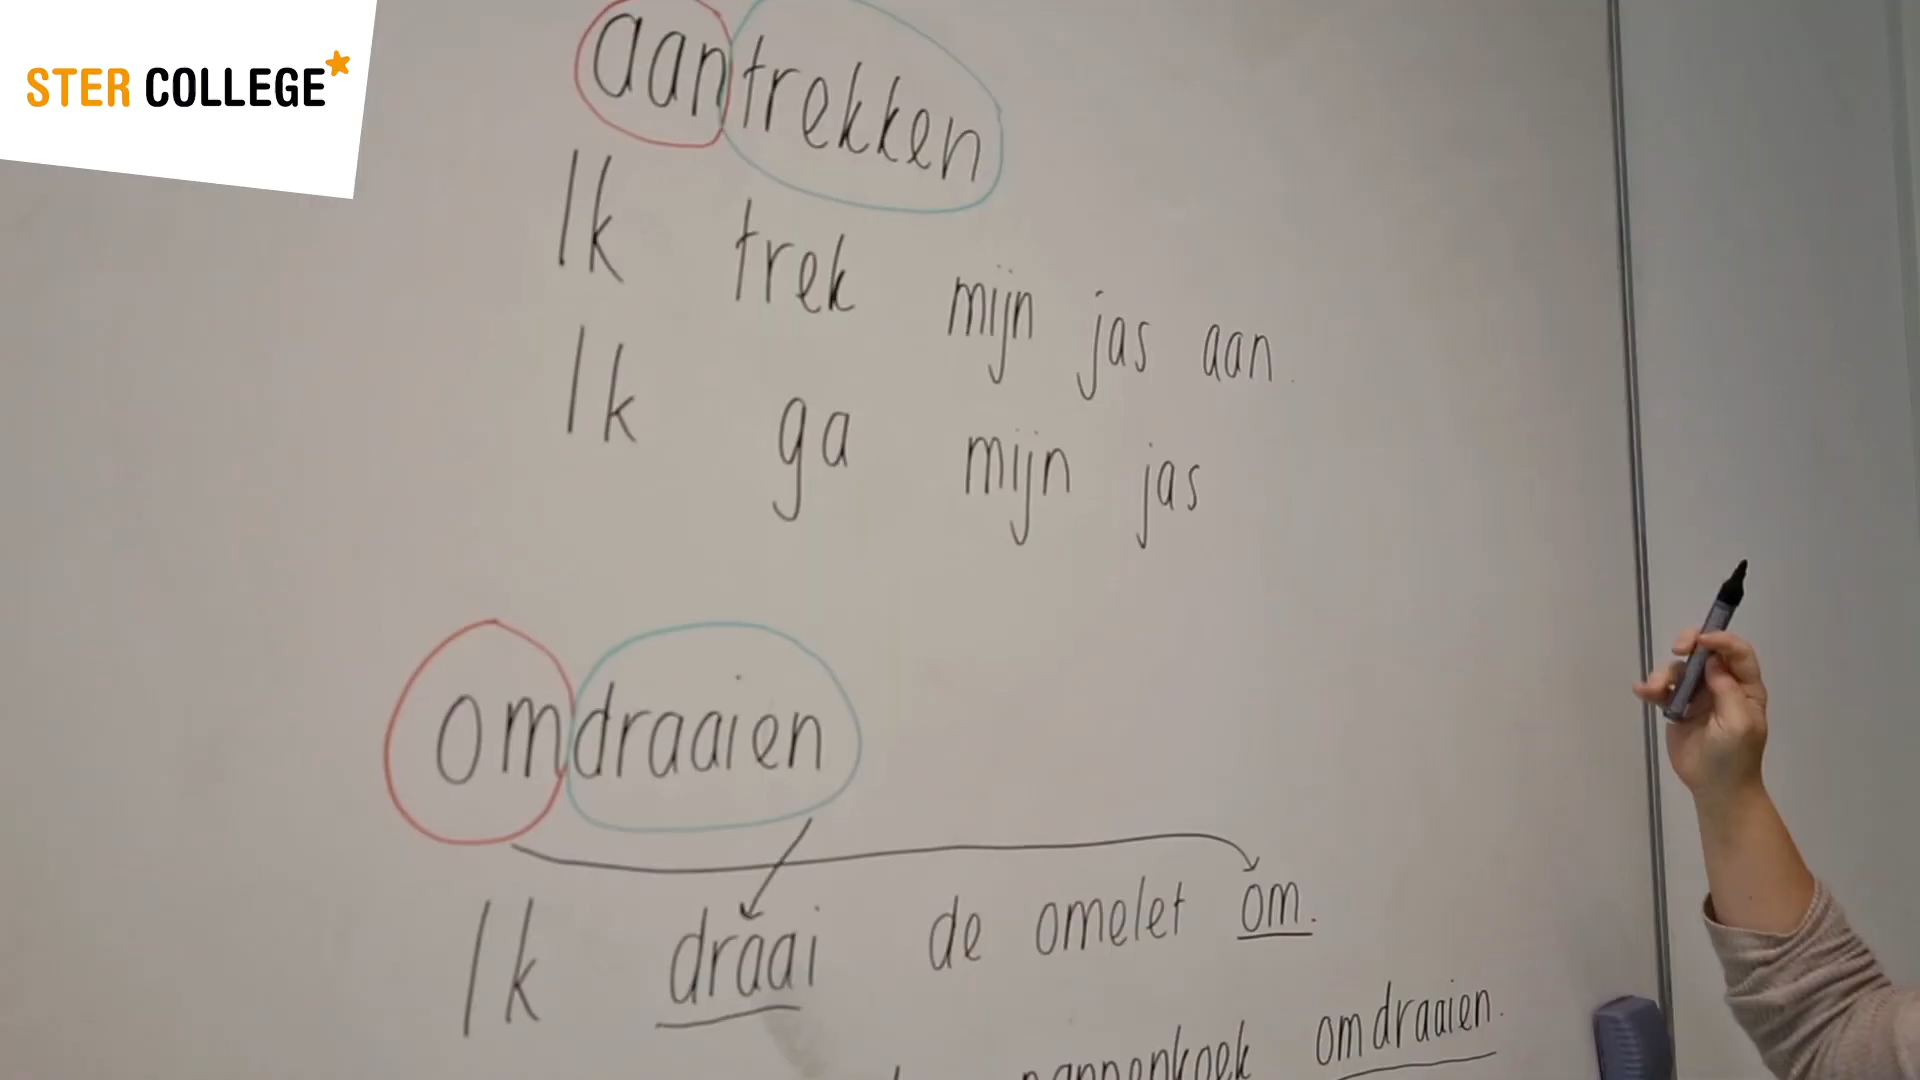 STER COLLEGE
aantrekken
Ik trek mijn jas aan.
Ik ga mijn jas
omdraaien
Ik draai de omelet om.
pannenkoek omdraaien.